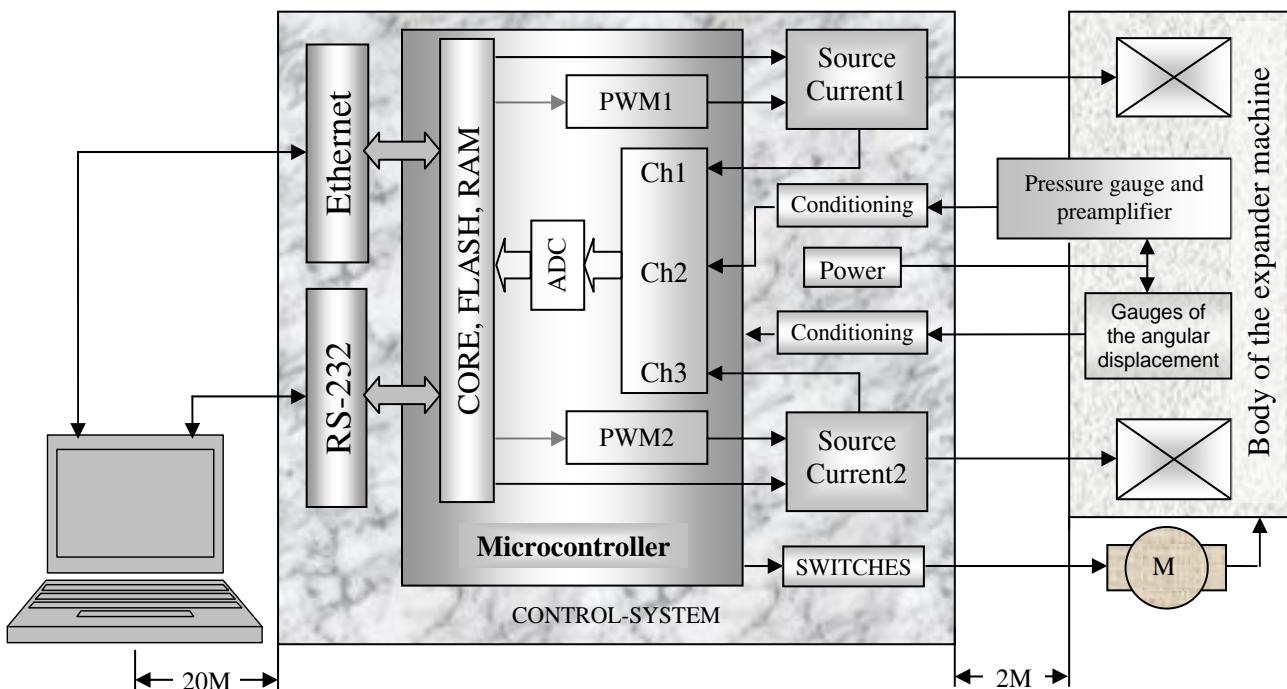 Ethernet
RS-232
CORE, FLASH, RAM
PWM1
ADC
Ch1
Ch2
Ch3
PWM2
Microcontroller
CONTROL-SYSTEM
Source
Current1
Conditioning
Power
Conditioning
Source
Current2
SWITCHES
Pressure gauge and
preamplifier
Gauges of
the angular
displacement
Body of the expander machine
M
20M
2M